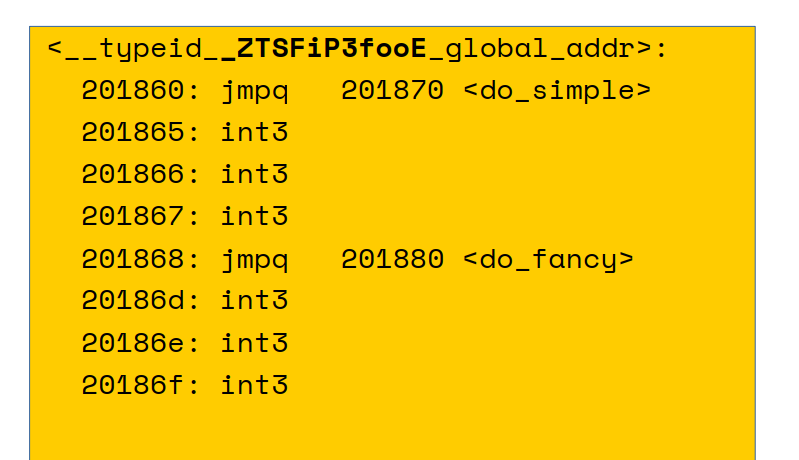 <__typeid__ZTSFiP3fooE_global_addr>:
201860: jmpq 201870 <do_simple>
201865: int3
201866: int3
201867: int3
201868: jmpq 201880 <do_fancy>
20186d: int3
20186e: int3
20186f: int3